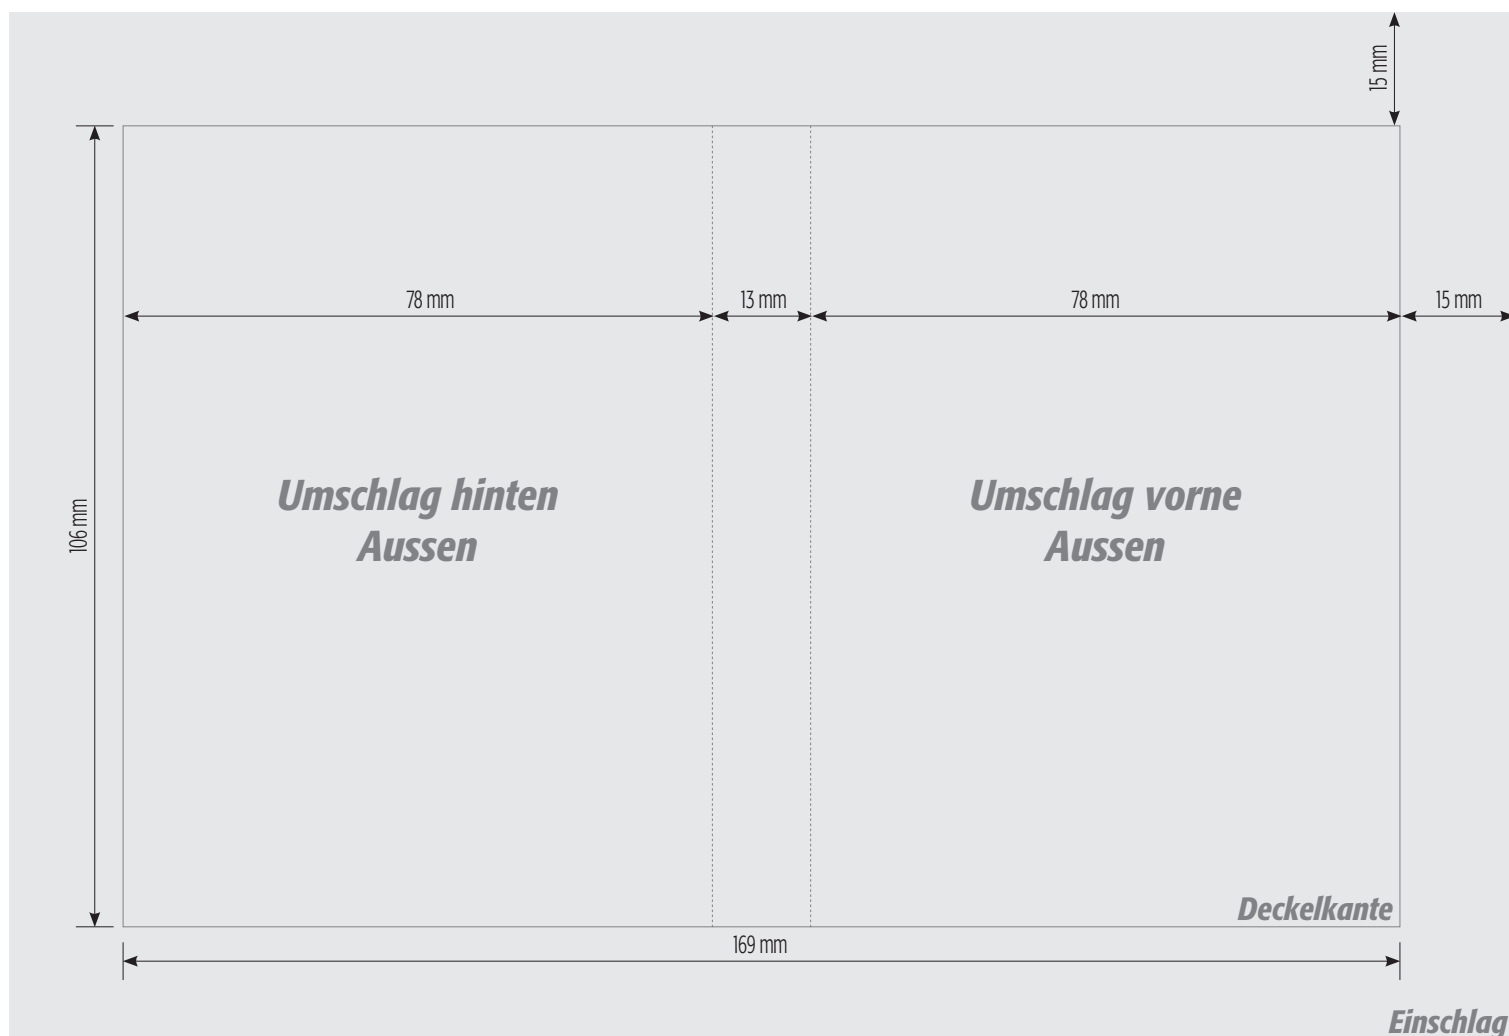 15 mm
78 mm
13 mm
78 mm
15 mm
Umschlag hinten
Aussen
Umschlag vorne
Aussen
106 mm
Deckelkante
169 mm
Einschlag